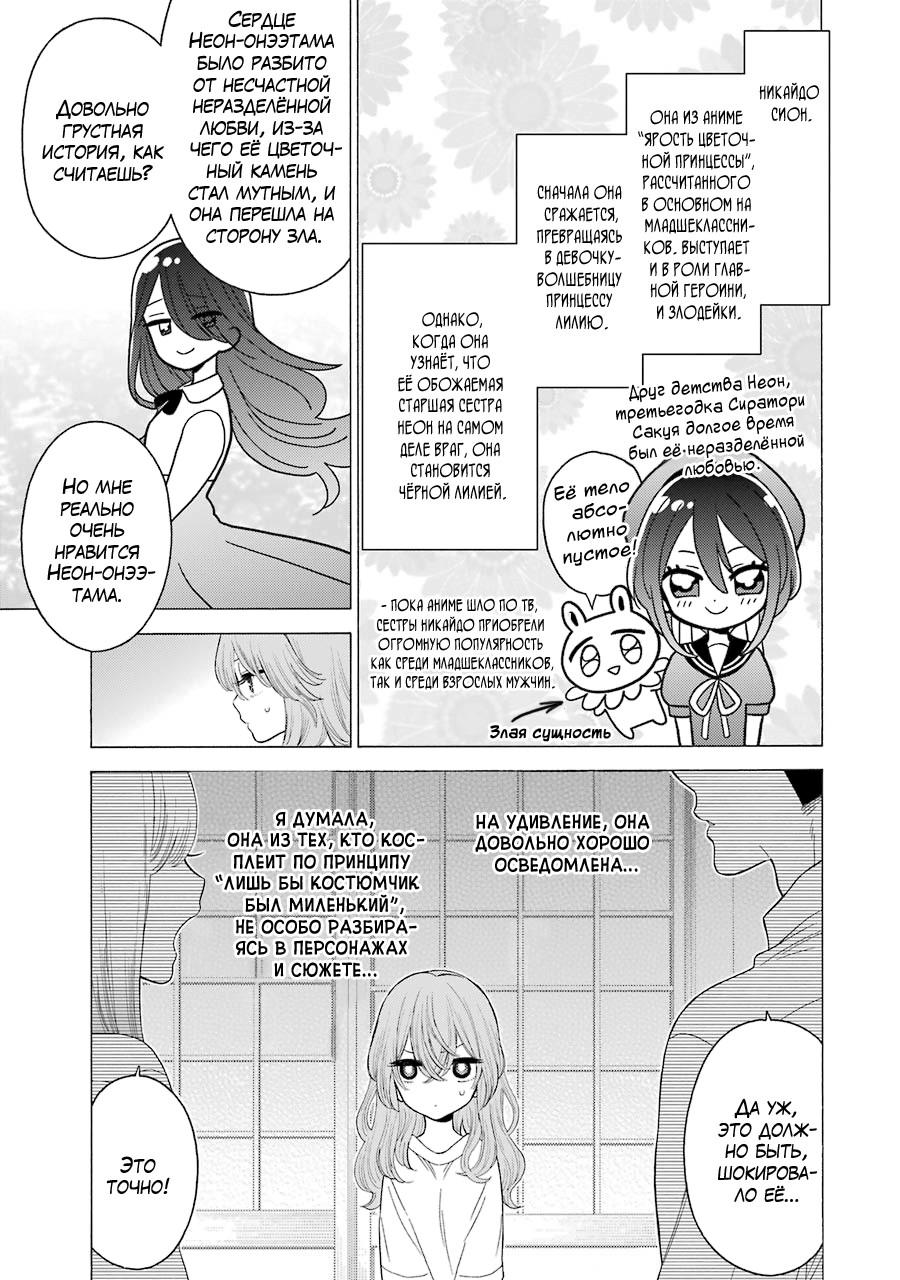 НИКАЙДО
СИОН.
ОНА ИЗ АНИМЕ
“ЯРОСТЬ ЦВЕТОЧ-
НОЙ ПРИНЦЕССЫ”,
РАССЧИТАННОГО
В ОСНОВНОМ НА
МЛАДШЕКЛАССНИ-
КОВ. ВЫСТУПАЕТ
И В РОЛИ ГЛАВ-
НОЙ ГЕРОИНИ,
И ЗЛОДЕЙКИ.
СНАЧАЛА ОНА
СРАЖАЕТСЯ,
ПРЕВРАЩАЯСЬ
В ДЕВОЧКУ-
ВОЛШЕБНИЦУ
ПРИНЦЕССУ
ЛИЛИЮ.
ОДНАКО,
КОГДА ОНА
УЗНАЁТ, ЧТО
ЕЁ ОБОЖАЕМАЯ
СТАРШАЯ СЕСТРА
НЕОН НА САМОМ
ДЕЛЕ ВРАГ, ОНА
СТАНОВИТСЯ
ЧЁРНОЙ ЛИЛИЕЙ.
Друг детства Неон,
третьегодка Сиратори
Сакуя долгое время
был её неразделённой
любовью.
Её тело
абсо-
лютно
пустое!
- ПОКА АНИМЕ ШЛО ПО ТВ,
СЕСТРЫ НИКАЙДО ПРИОБРЕЛИ
ОГРОМНУЮ ПОПУЛЯРНОСТЬ
КАК СРЕДИ МЛАДШЕКЛАССНИКОВ,
ТАК И СРЕДИ ВЗРОСЛЫХ МУЖЧИН.
Злая сущность
СЕРДЦЕ
НЕОН-ОНЭЭТАМА
БЫЛО РАЗБИТО
ОТ НЕСЧАСТНОЙ
НЕРАЗДЕЛЁННОЙ
ЛЮБВИ, ИЗ-ЗА
ЧЕГО ЕЁ ЦВЕТОЧ-
НЫЙ КАМЕНЬ
СТАЛ МУТНЫМ, И
ОНА ПЕРЕШЛА НА
СТОРОНУ ЗЛА.
ДОВОЛЬНО
ГРУСТНАЯ
ИСТОРИЯ, КАК
СЧИТАЕШЬ?
НО МНЕ
РЕАЛЬНО
ОЧЕНЬ
НРАВИТСЯ
НЕОН-ОНЭЭ-
ТАМА.
НА УДИВЛЕНИЕ, ОНА
ДОВОЛЬНО ХОРОШО
ОСВЕДОМЛЕНА...
Я ДУМАЛА,
ОНА ИЗ ТЕХ, КТО КОС-
ПЛЕИТ ПО ПРИНЦИПУ
“ЛИШЬ БЫ КОСТЮМЧИК
БЫЛ МИЛЕНЬКИЙ”,
НЕ ОСОБО РАЗБИРА-
ЯСЬ В ПЕРСОНАЖАХ
И СЮЖЕТЕ...
ДА УЖ,
ЭТО ДОЛЖ-
НО БЫТЬ,
ШОКИРОВА-
ЛО ЕЁ...
ЭТО
ТОЧНО!